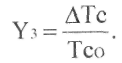 Y₃ = ΔTc / Tco.